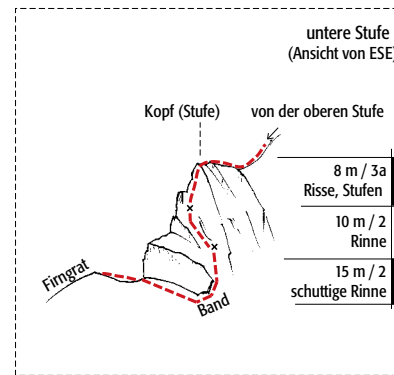 untere Stufe
(Ansicht von ESE)
Kopf (Stufe)
von der oberen Stufe
8 m / 3a
Risse, Stufen
10 m / 2
Rinne
15 m / 2
schuttige Rinne
Firngrat
Band